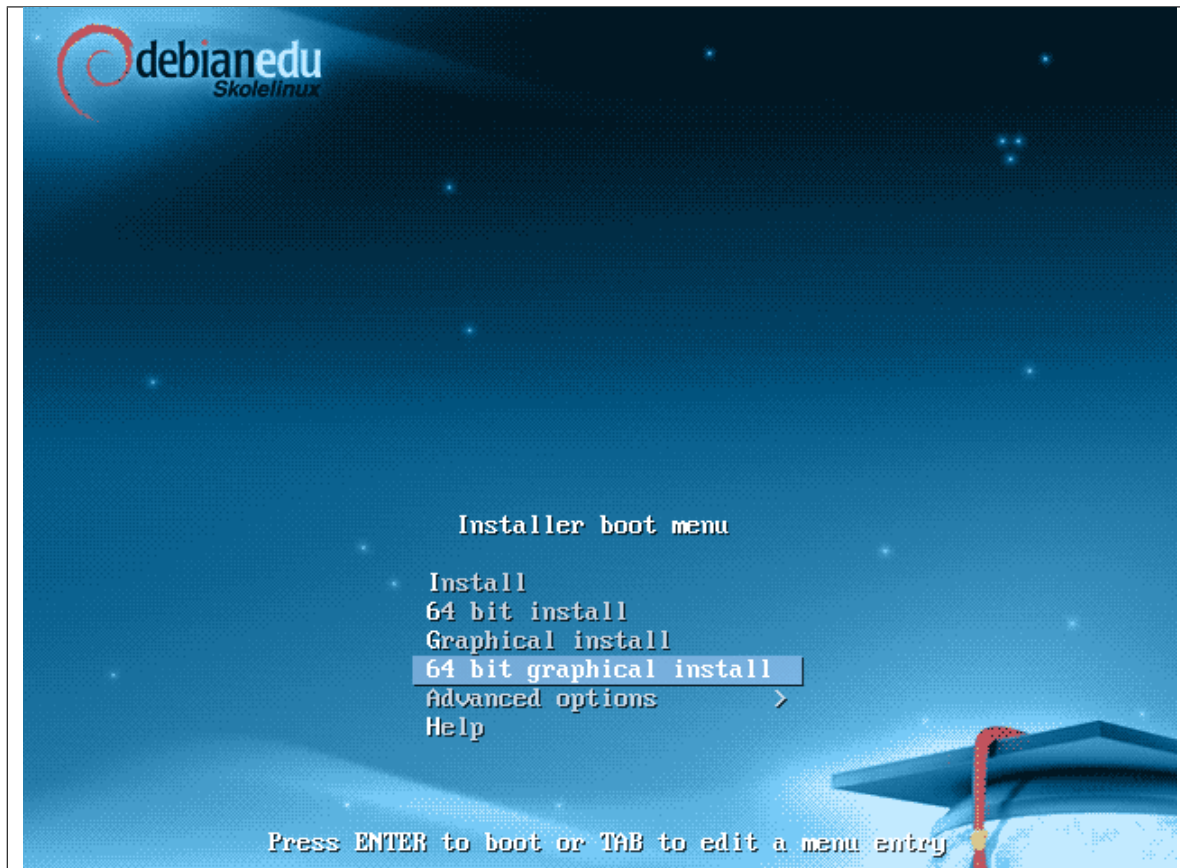 debianedu
Skolelinux
Installer boot menu
Install
64 bit install
Graphical install
64 bit graphical install
Advanced options >
Help
Press ENTER to boot or TAB to edit a menu entry